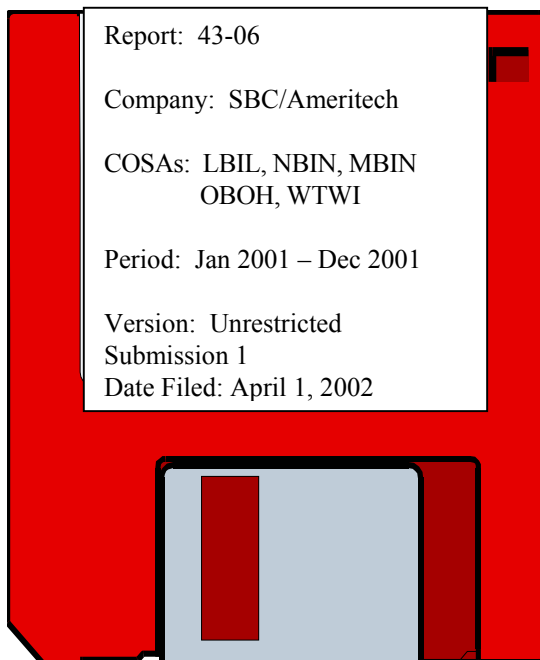 Report: 43-06
Company: SBC/Ameritech
COSAs: LBIL, NBIN, MBIN
OBOH, WTWI
Period: Jan 2001 – Dec 2001
Version: Unrestricted
Submission 1
Date Filed: April 1, 2002